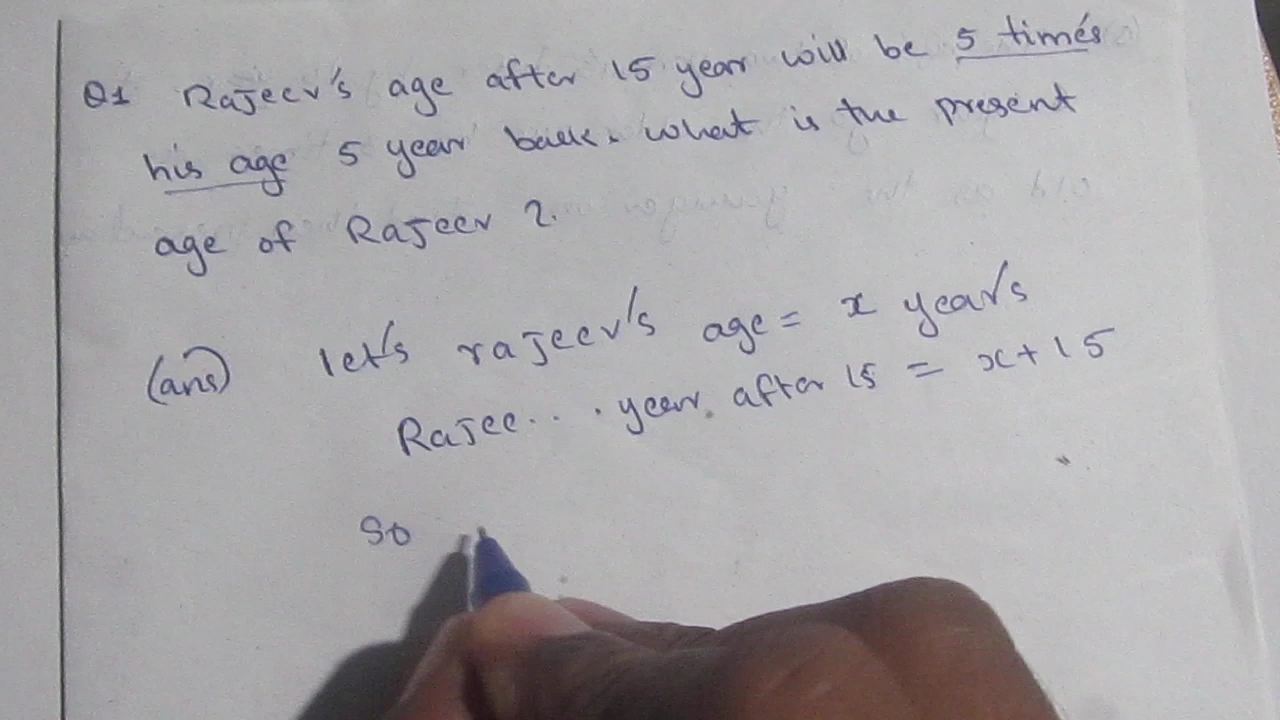 Q1 Rajeev's age after 15 year will be 5 times
his age 5 year back. what is the present
age of Rajeev ?.
(ans) let's rajeev's age = x year's
Rajee... year after 15 = x+15
So